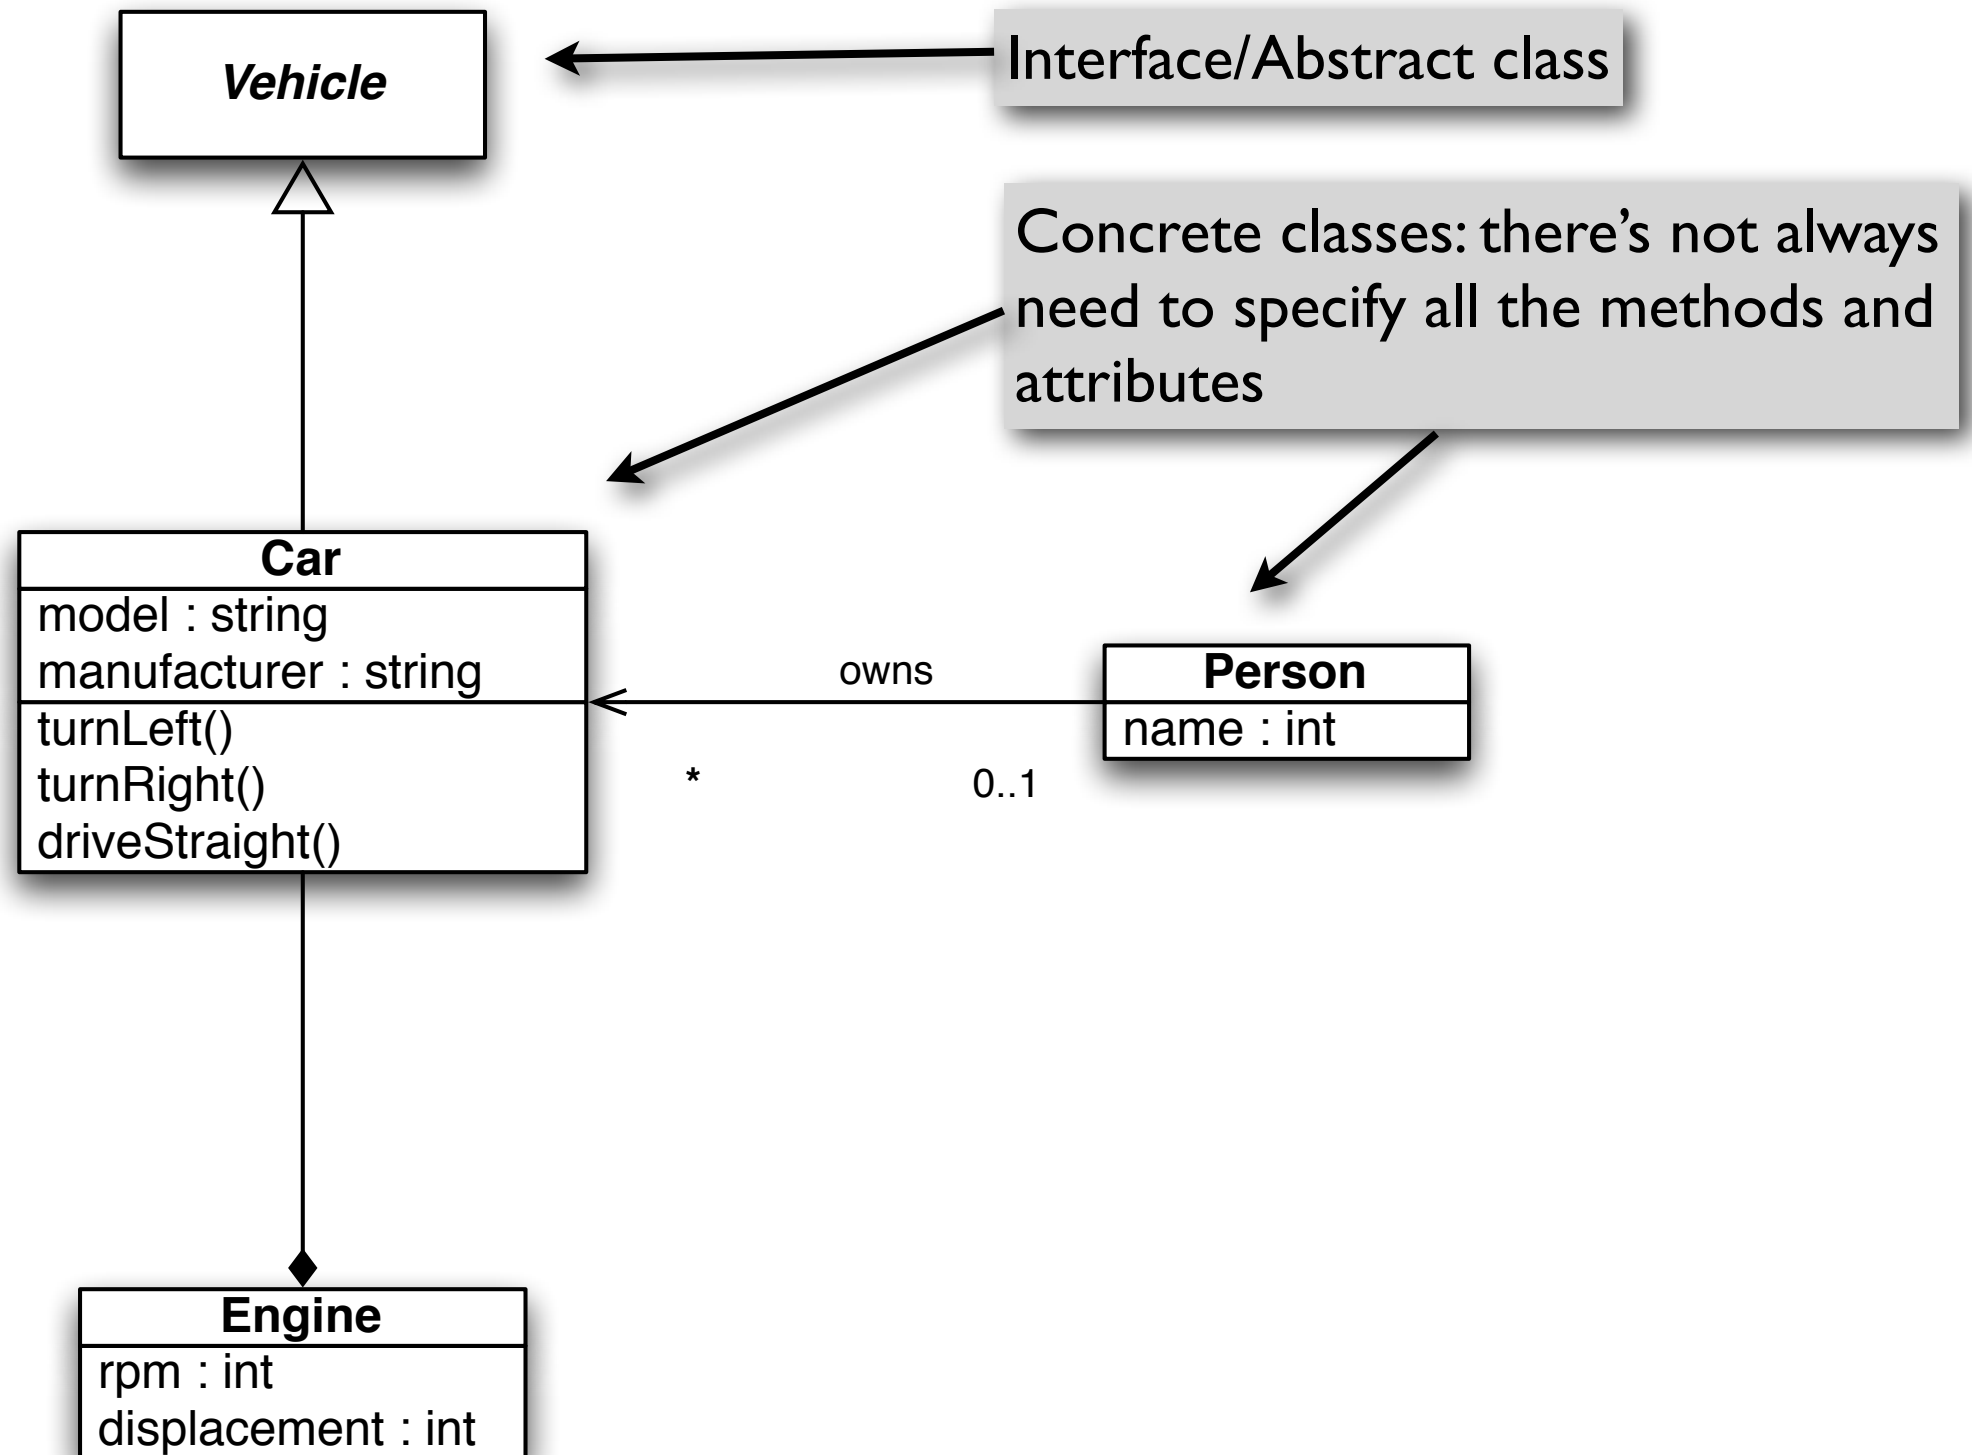 Vehicle
Interface/Abstract class
Concrete classes: there’s not always
need to specify all the methods and
attributes
Car
model : string
manufacturer : string
turnLeft()
turnRight()
driveStraight()
owns
*
0..1
Person
name : int
Engine
rpm : int
displacement : int